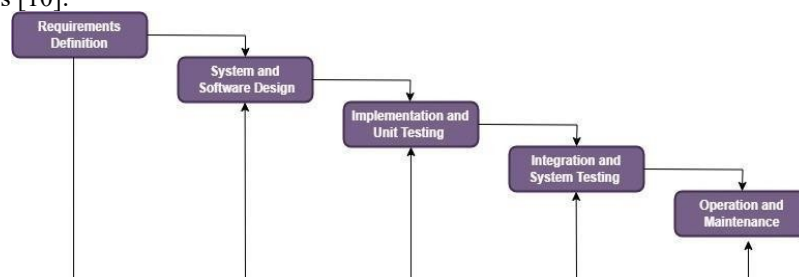 s [10].
Requirements
Definition
System and
Software Design
Implementation and
Unit Testing
Integration and
System Testing
Operation and
Maintenance